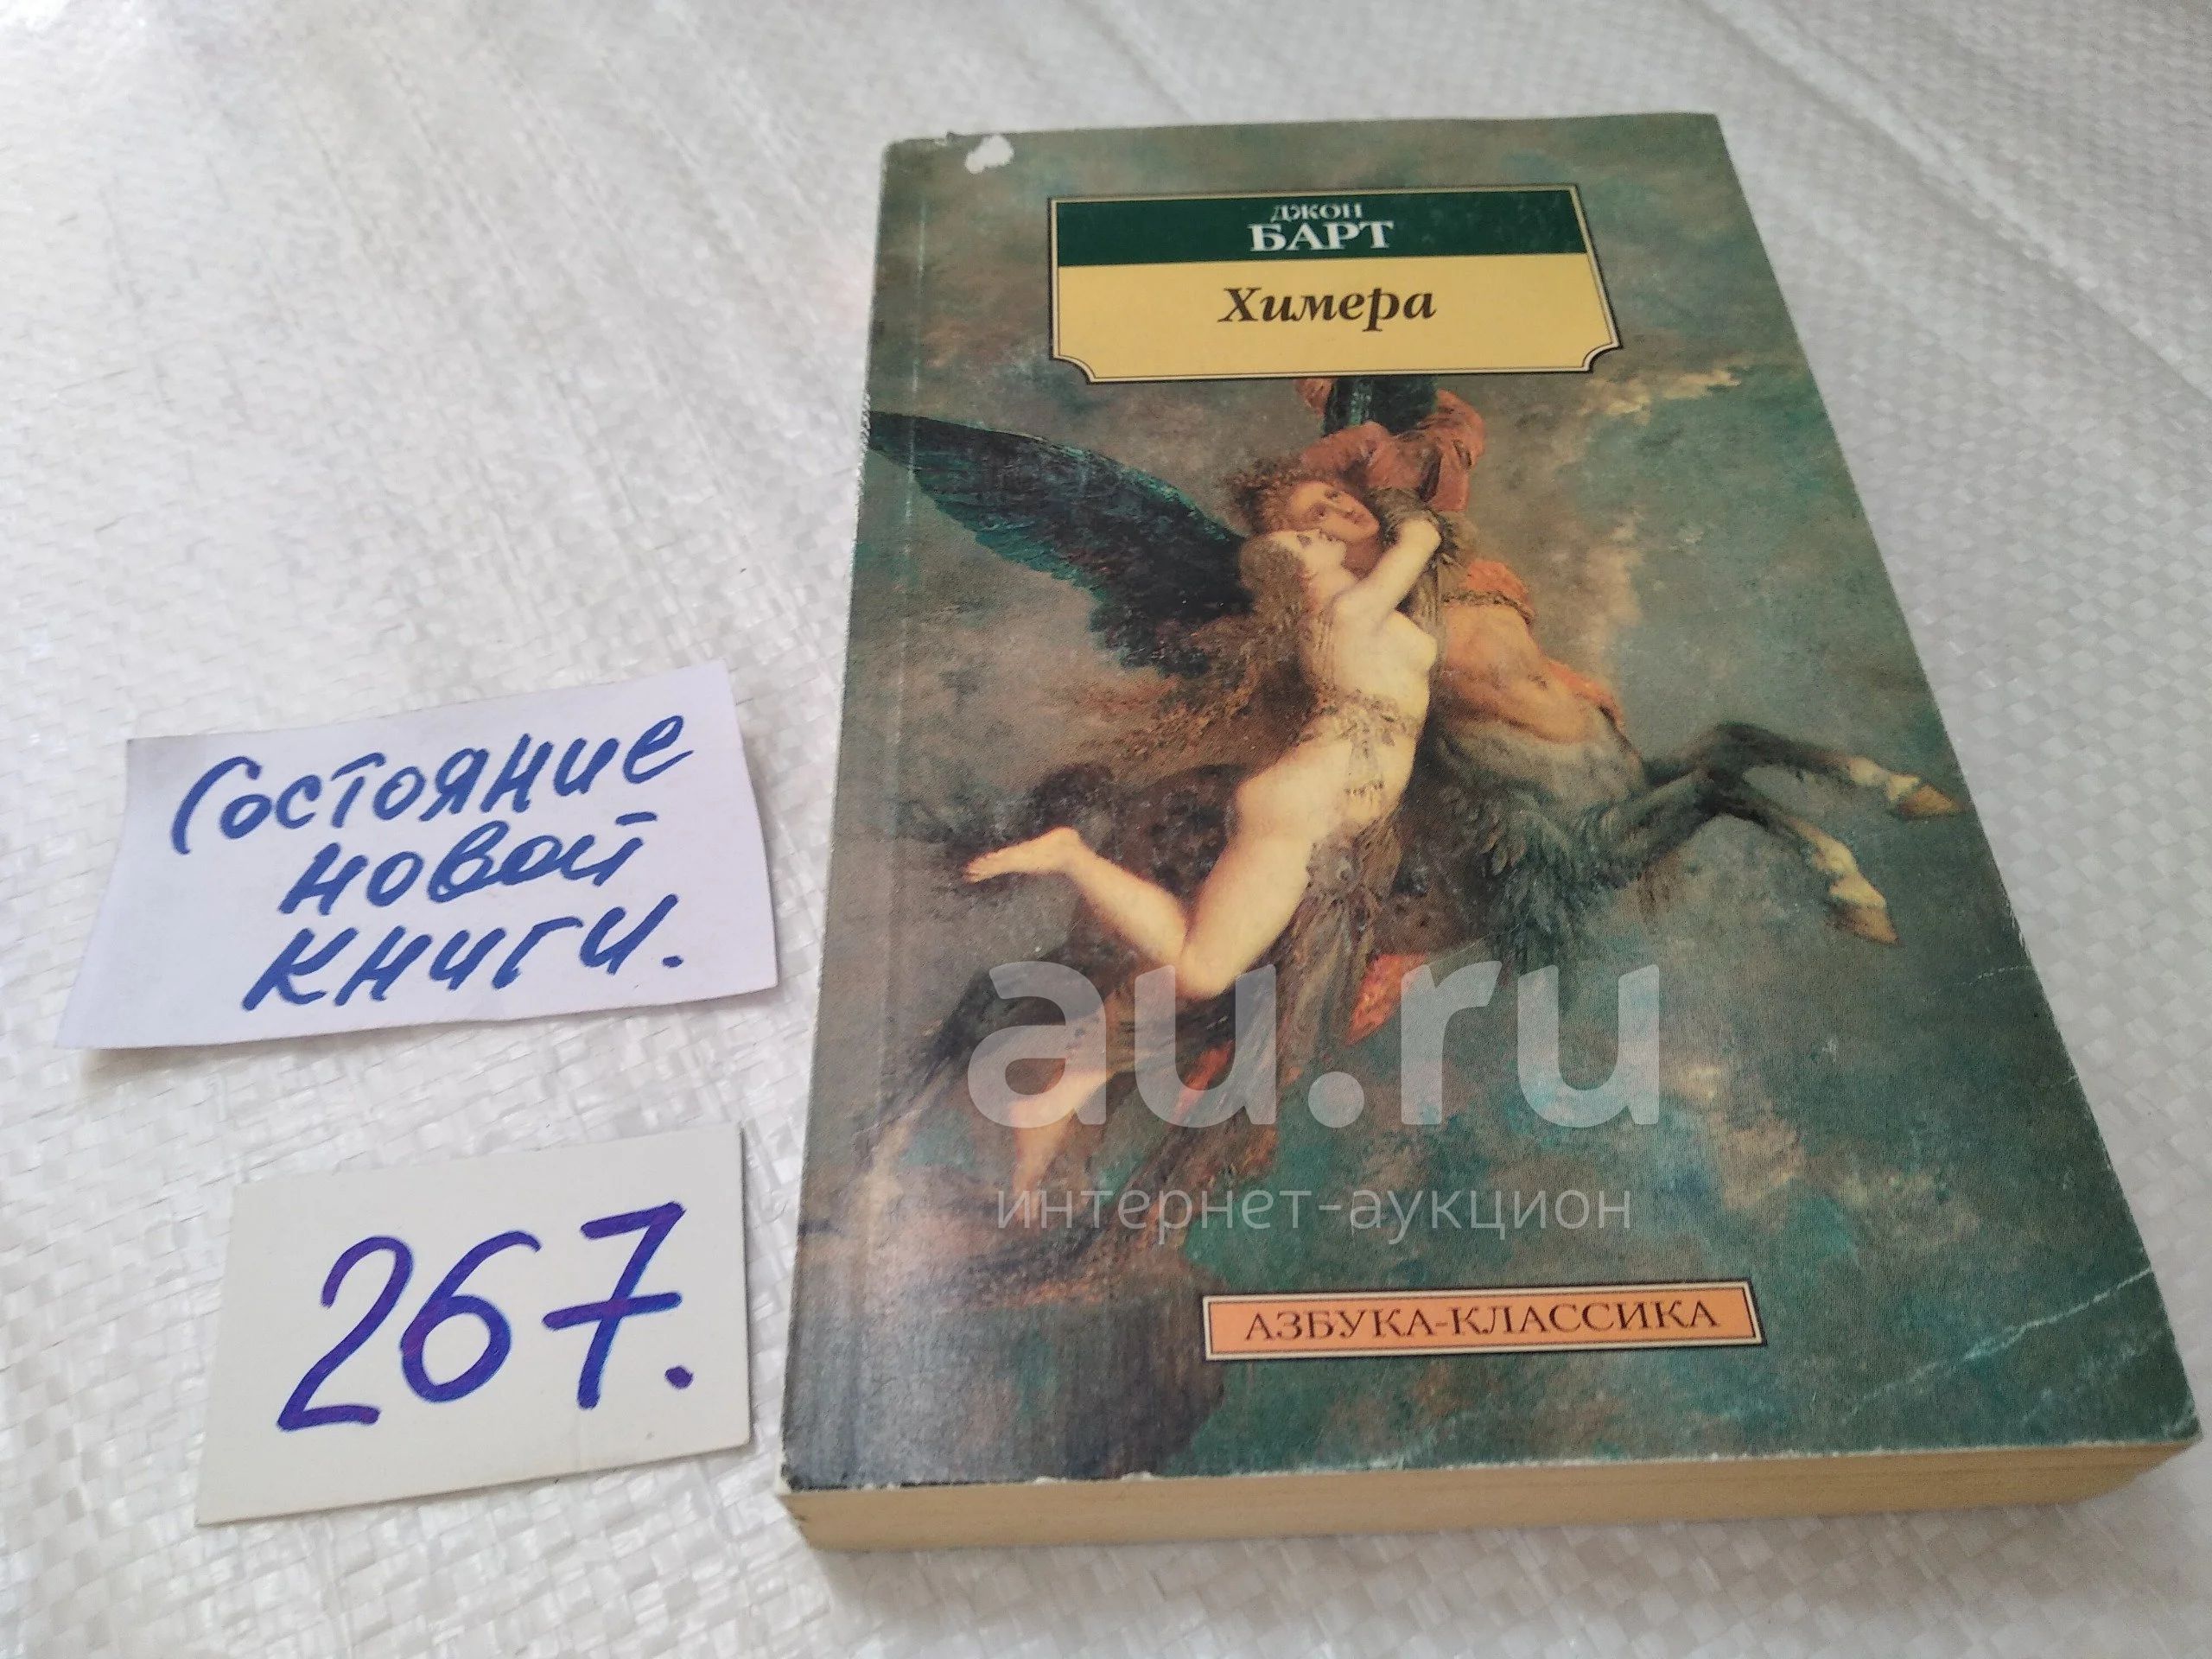 ДЖОН
БАРТ
Химера
Состояние
новой
книги.
267.
au.ru
интернет-аукцион
АЗБУКА-КЛАССИКА